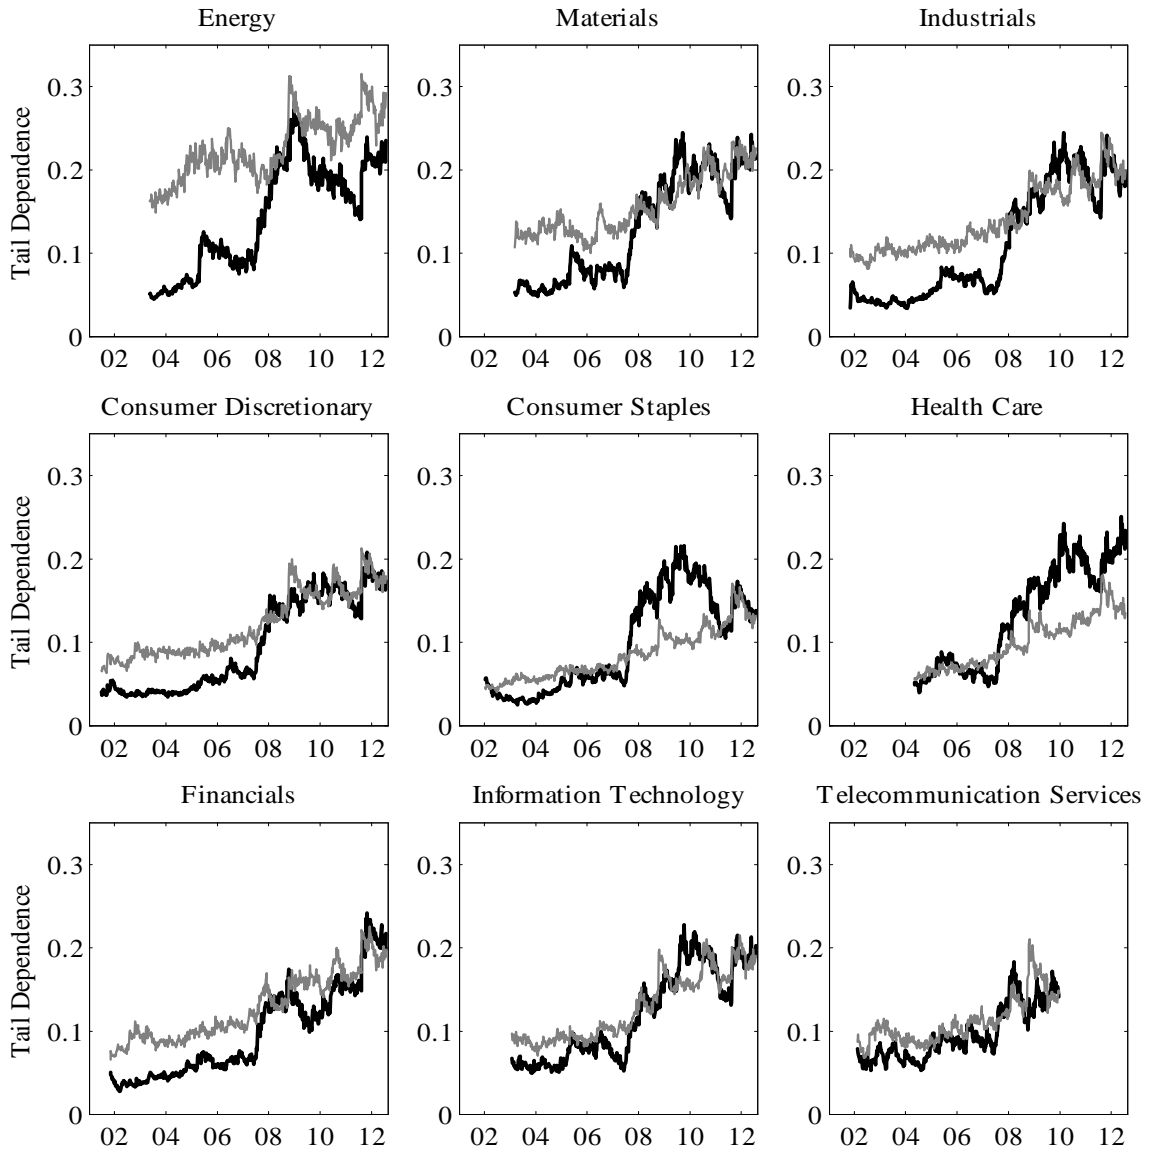 Energy Materials Industrials
Tail Dependence
0.3 0.3 0.3
0.2 0.2 0.2
0.1 0.1 0.1
0 0 0
02 04 06 08 10 12 02 04 06 08 10 12 02 04 06 08 10 12
Consumer Discretionary Consumer Staples Health Care
Tail Dependence
0.3 0.3 0.3
0.2 0.2 0.2
0.1 0.1 0.1
0 0 0
02 04 06 08 10 12 02 04 06 08 10 12 02 04 06 08 10 12
Financials Information Technology Telecommunication Services
Tail Dependence
0.3 0.3 0.3
0.2 0.2 0.2
0.1 0.1 0.1
0 0 0
02 04 06 08 10 12 02 04 06 08 10 12 02 04 06 08 10 12